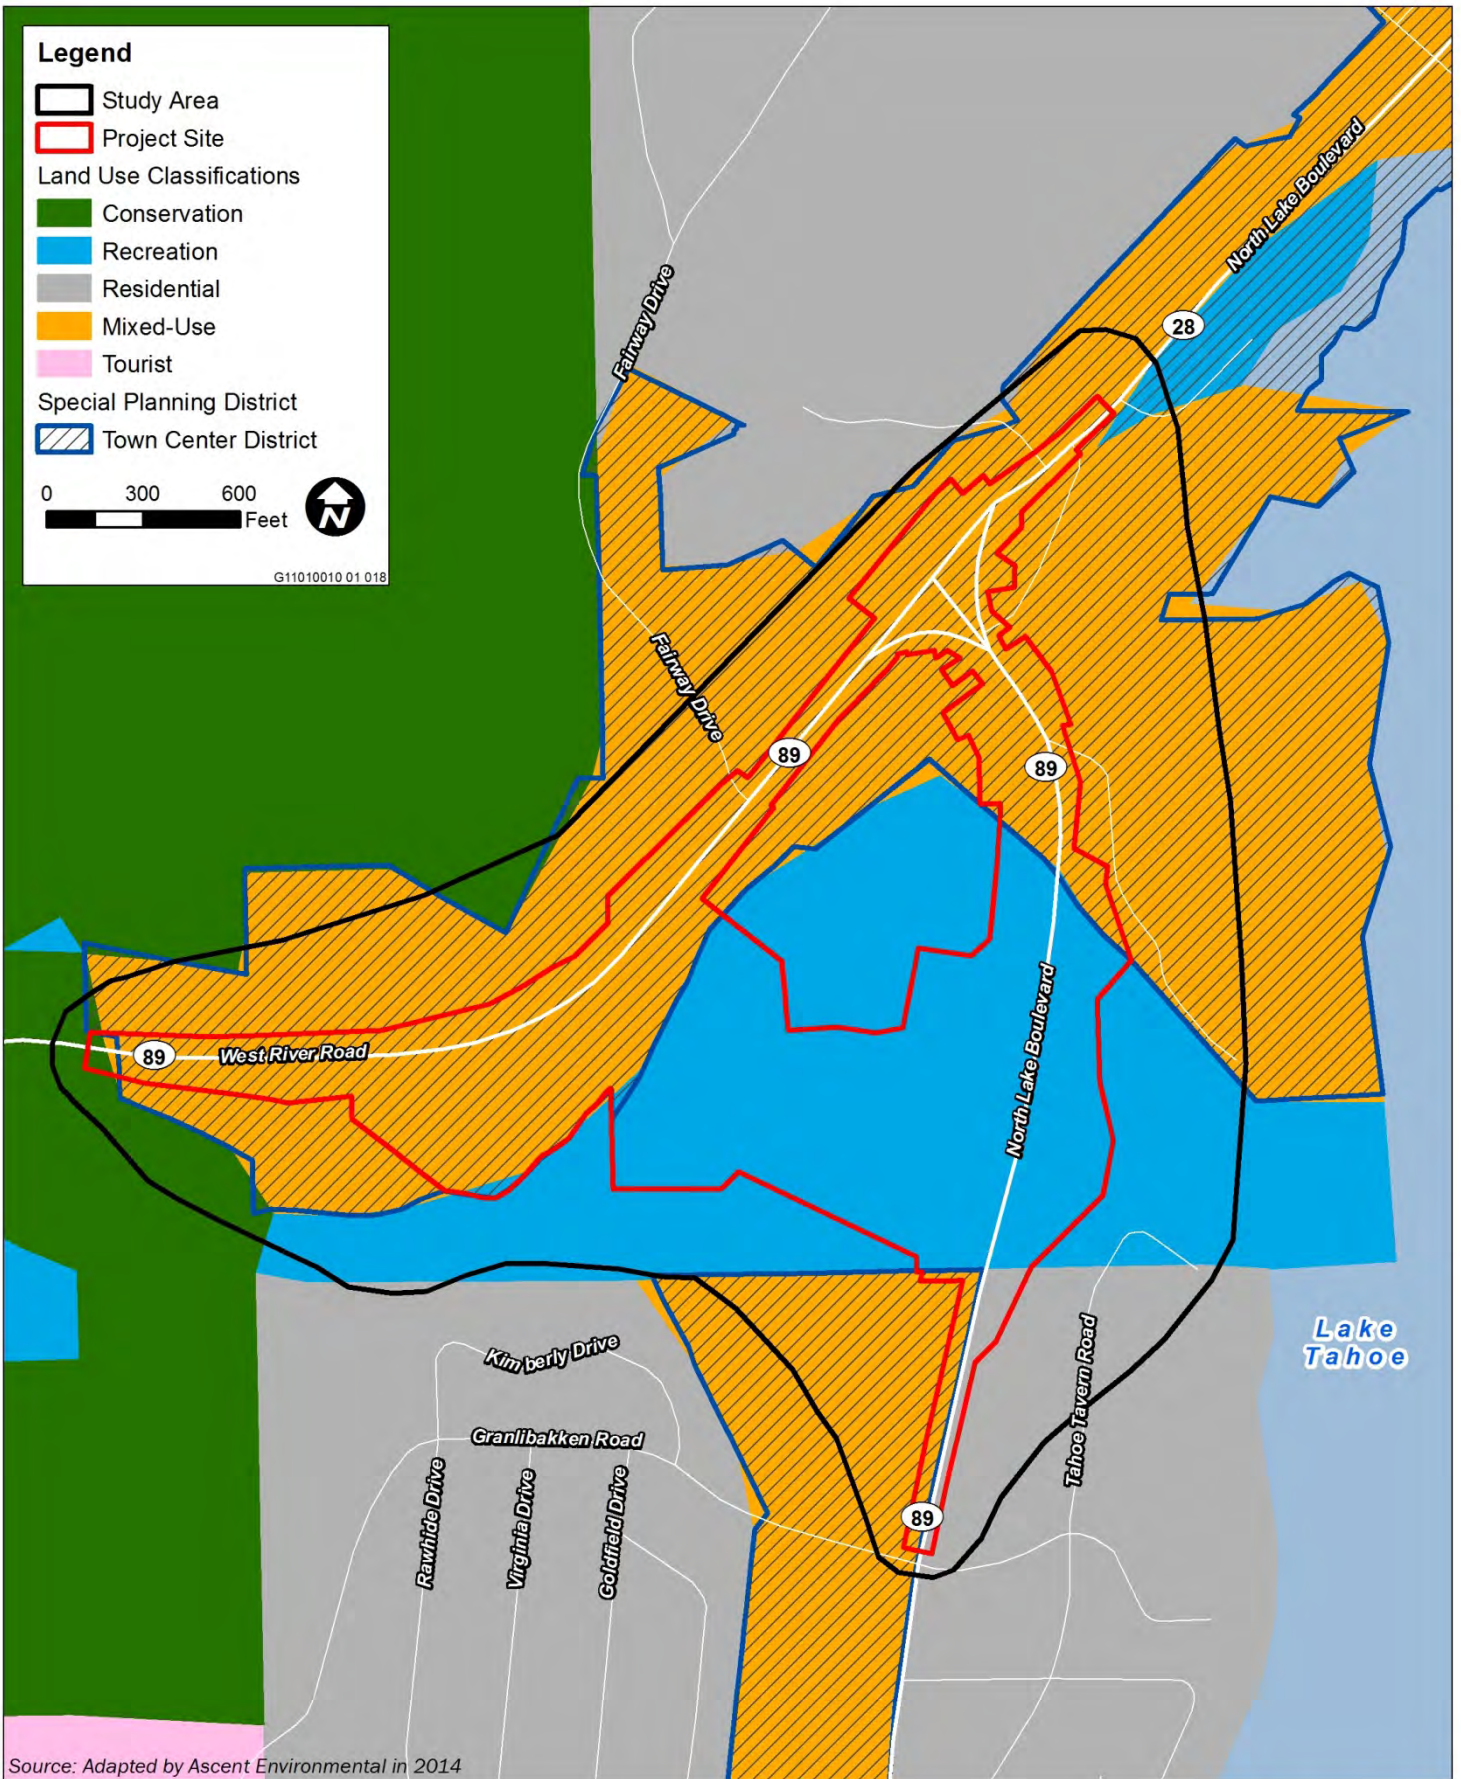 Legend
Study Area
Project Site
Land Use Classifications
Conservation
Recreation
Residential
Mixed-Use
Tourist
Special Planning District
Town Center District
0 300 600
Feet
N
G11010010 01 018
North Lake Boulevard
28
Fairway Drive
Fairway Drive
89
89
North Lake Boulevard
89
West River Road
Lake
Tahoe
Kimberly Drive
Granlibakken Road
Tahoe Tavern Road
Rawhide Drive
Virginia Drive
Goldfield Drive
89
Source: Adapted by Ascent Environmental in 2014